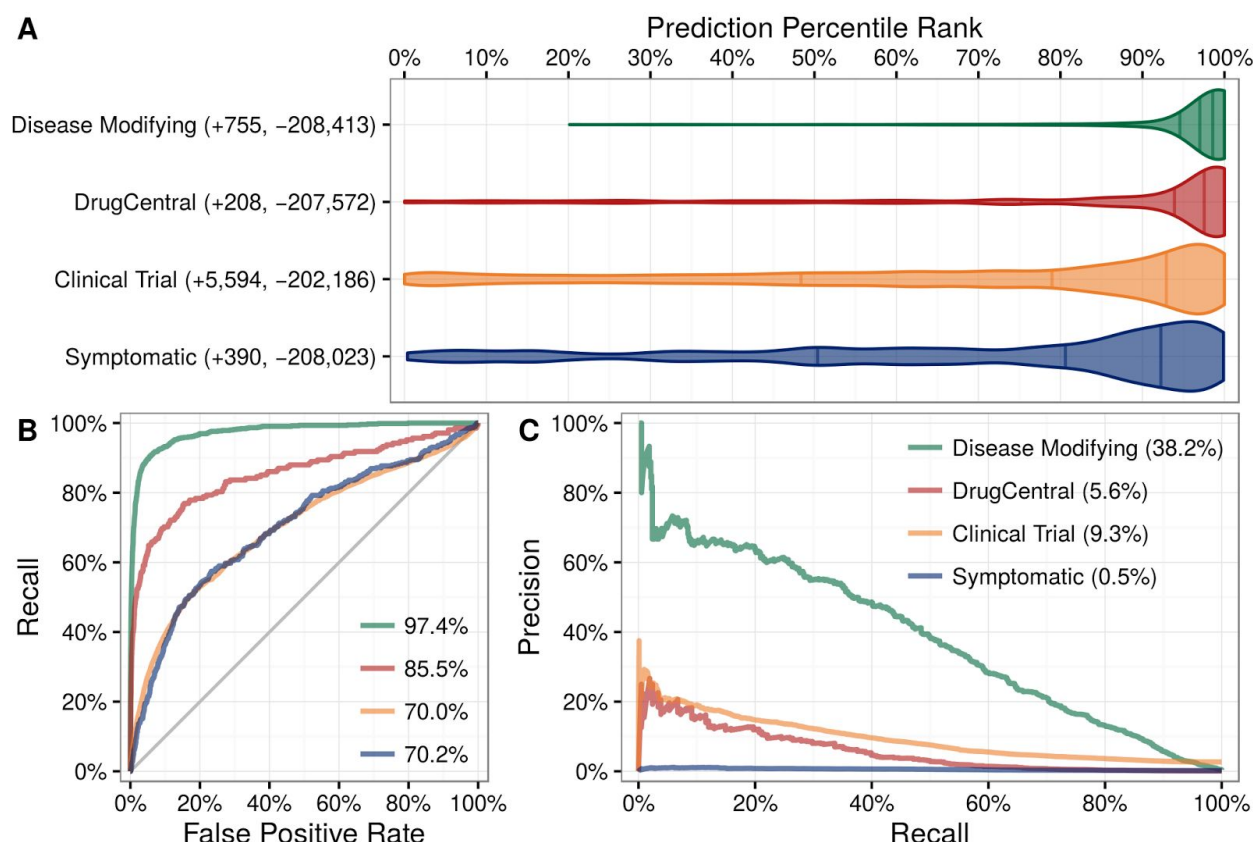 A
Prediction Percentile Rank
0% 10% 20% 30% 40% 50% 60% 70% 80% 90% 100%
Disease Modifying (+755, −208,413)
DrugCentral (+208, −207,572)
Clinical Trial (+5,594, −202,186)
Symptomatic (+390, −208,023)
B
100%
80%
60%
40%
20%
0%
Recall
97.4%
85.5%
70.0%
70.2%
0% 20% 40% 60% 80% 100%
False Positive Rate
C
100%
80%
60%
40%
20%
0%
Precision
Disease Modifying (38.2%)
DrugCentral (5.6%)
Clinical Trial (9.3%)
Symptomatic (0.5%)
0% 20% 40% 60% 80% 100%
Recall